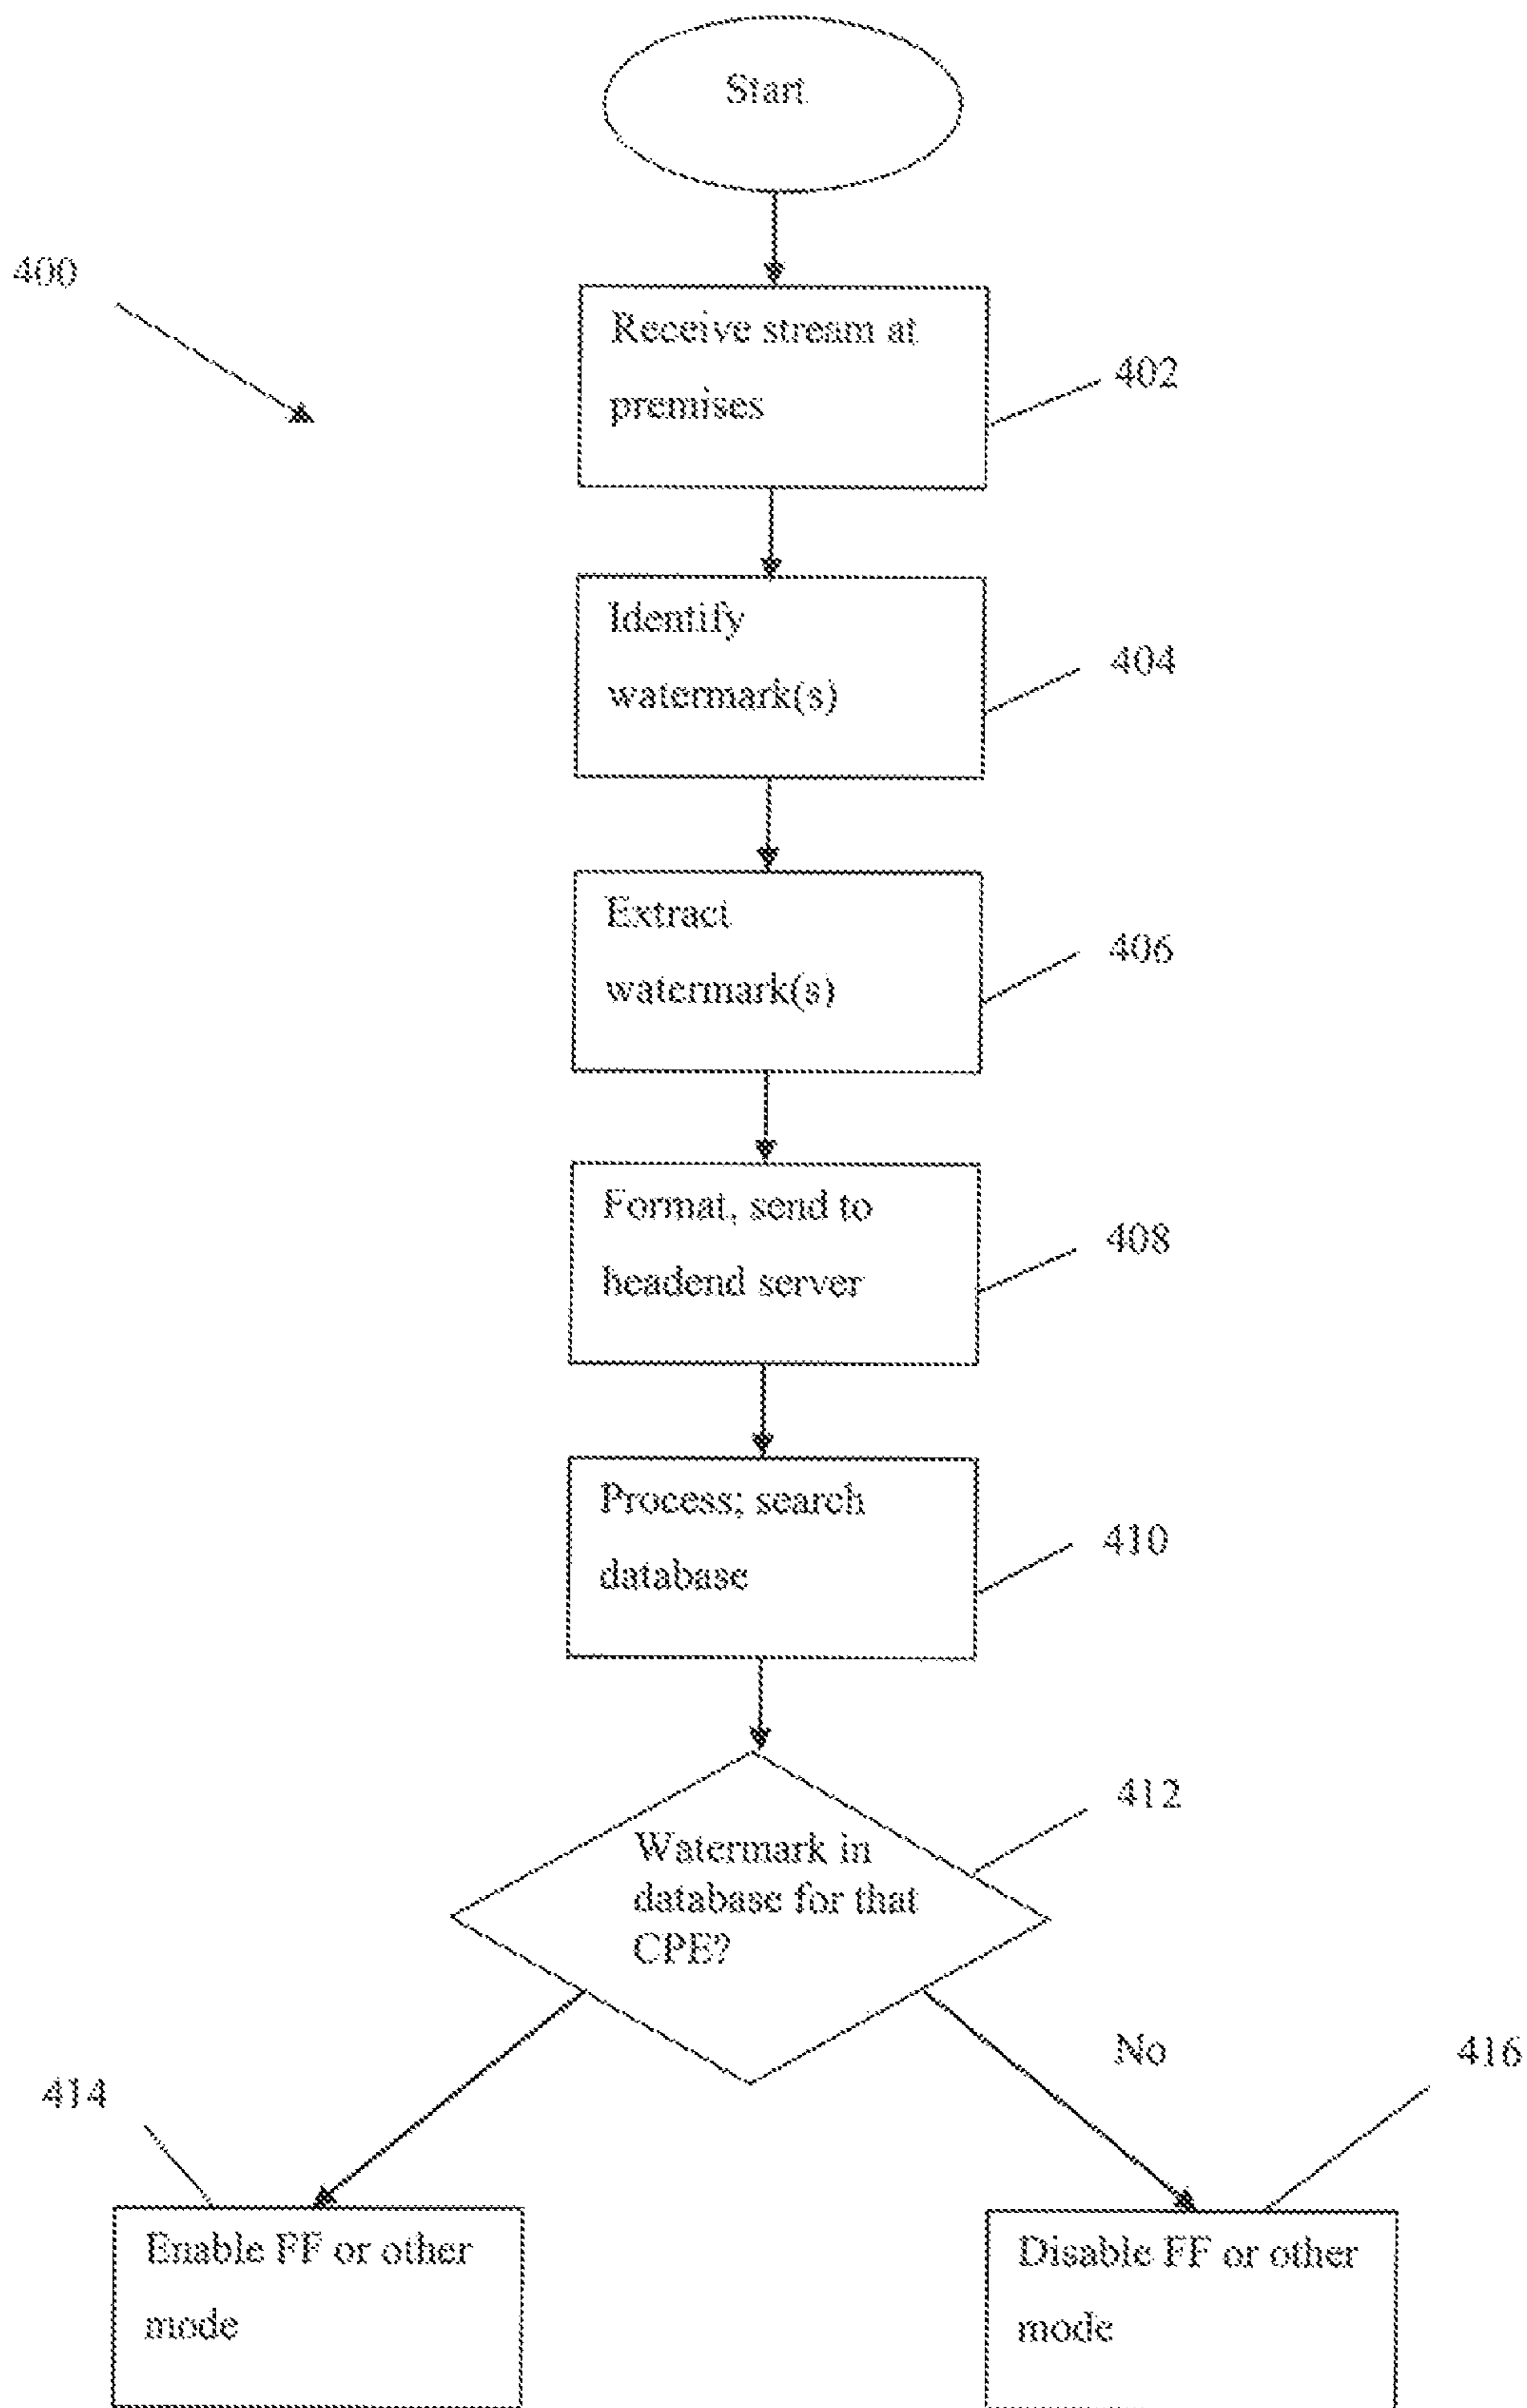 Start
400
Receive stream at
premises
402
Identify
watermark(s)
404
Extract
watermark(s)
406
Format, send to
headend server
408
Process; search
database
410
412
Watermark in
database for that
CPE?
No
416
414
Enable FF or other
mode
Disable FF or other
mode